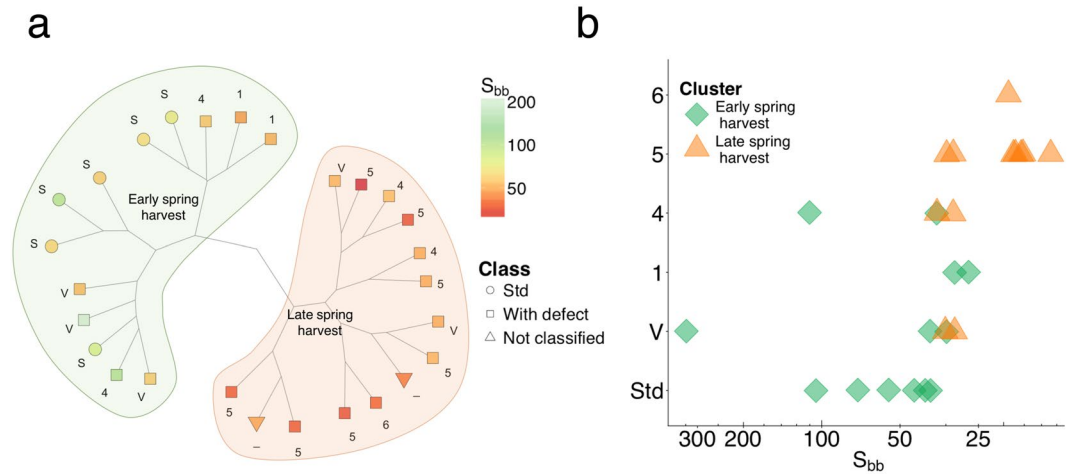 a
S
4
1
S
1
S
S
Early spring
harvest
S
V
V
S
4
V
V
5
4
5
4
5
Late spring
harvest
V
5
–
6
5
5
–
5
S_bb
200
100
50
Class
Std
With defect
Not classified
b
Cluster
Early spring
harvest
Late spring
harvest
6
5
4
1
V
Std
300 200 100 50 25
S_bb